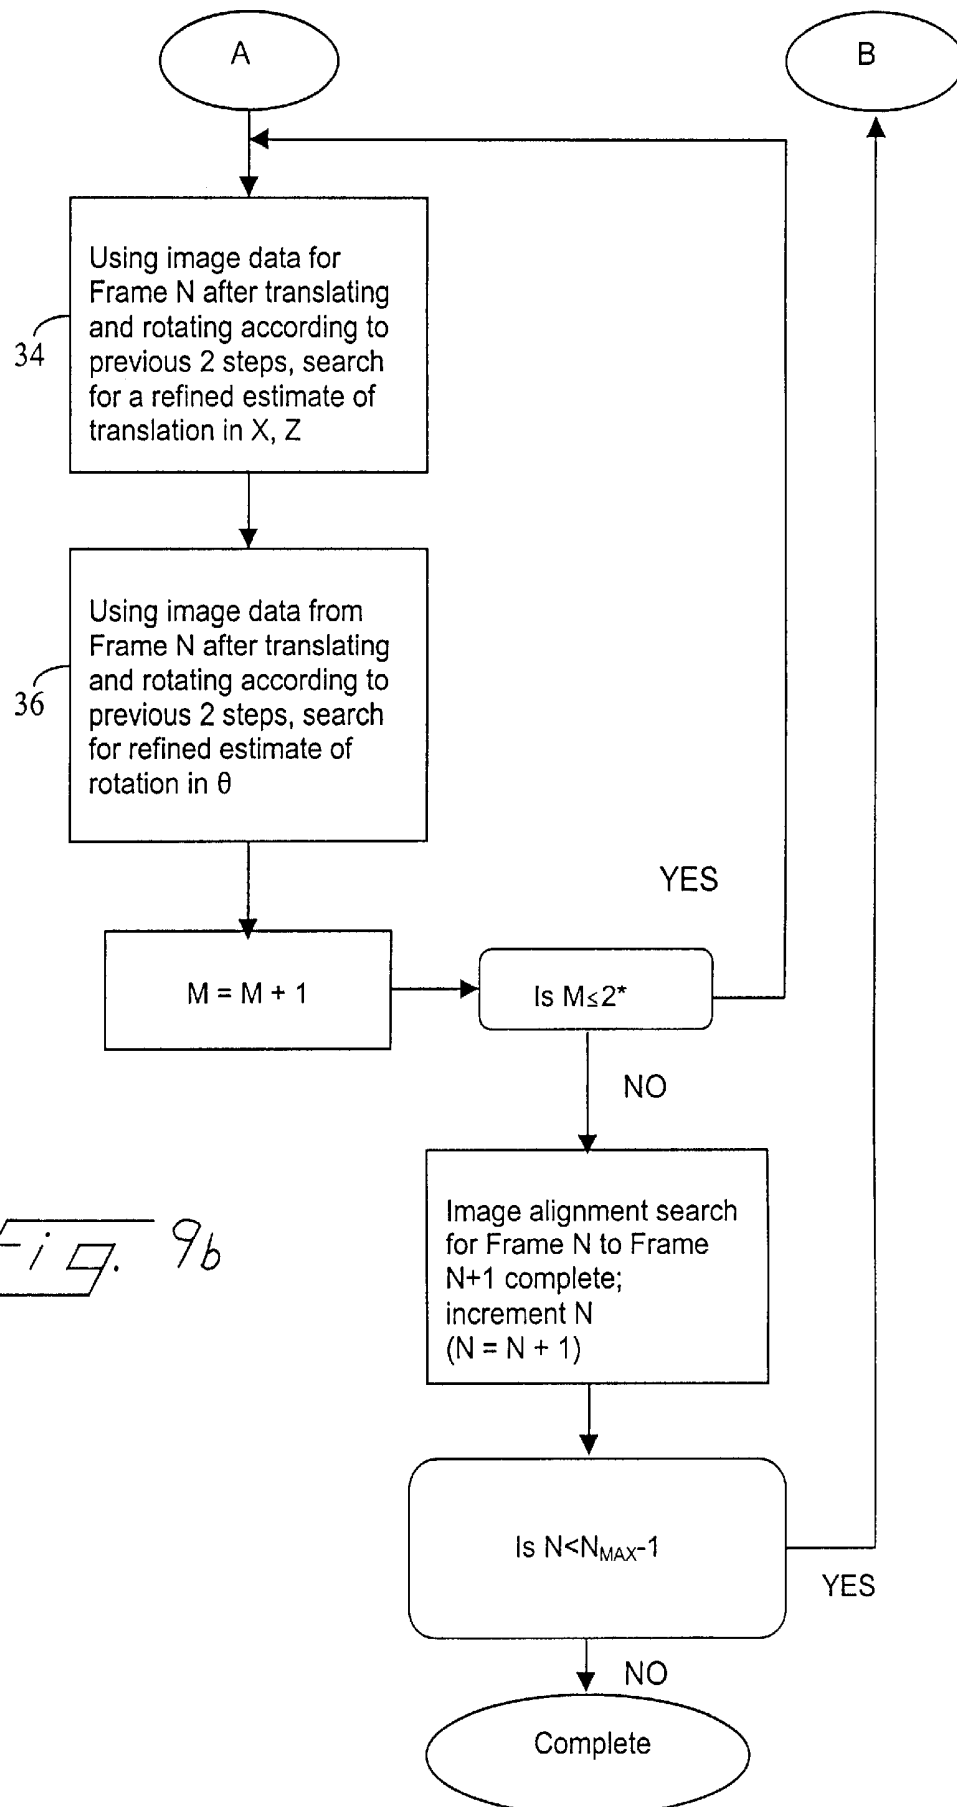 A
B
Using image data for
Frame N after translating
and rotating according to
previous 2 steps, search
for a refined estimate of
translation in X, Z
34
Using image data from
Frame N after translating
and rotating according to
previous 2 steps, search
for refined estimate of
rotation in θ
36
YES
M = M + 1
Is M≤2*
NO
Image alignment search
for Frame N to Frame
N+1 complete;
increment N
(N = N + 1)
Fig. 9b
Is N<NMAX-1
YES
NO
Complete